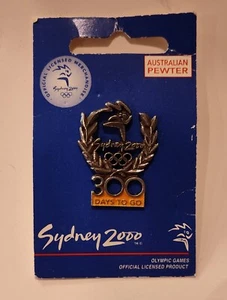 OFFICIAL LICENSED MERCHANDISE
Sydney 2000
AUSTRALIAN
PEWTER
Sydney 2000
300
DAYS TO GO
Sydney 2000
OLYMPIC GAMES
OFFICIAL LICENSED PRODUCT